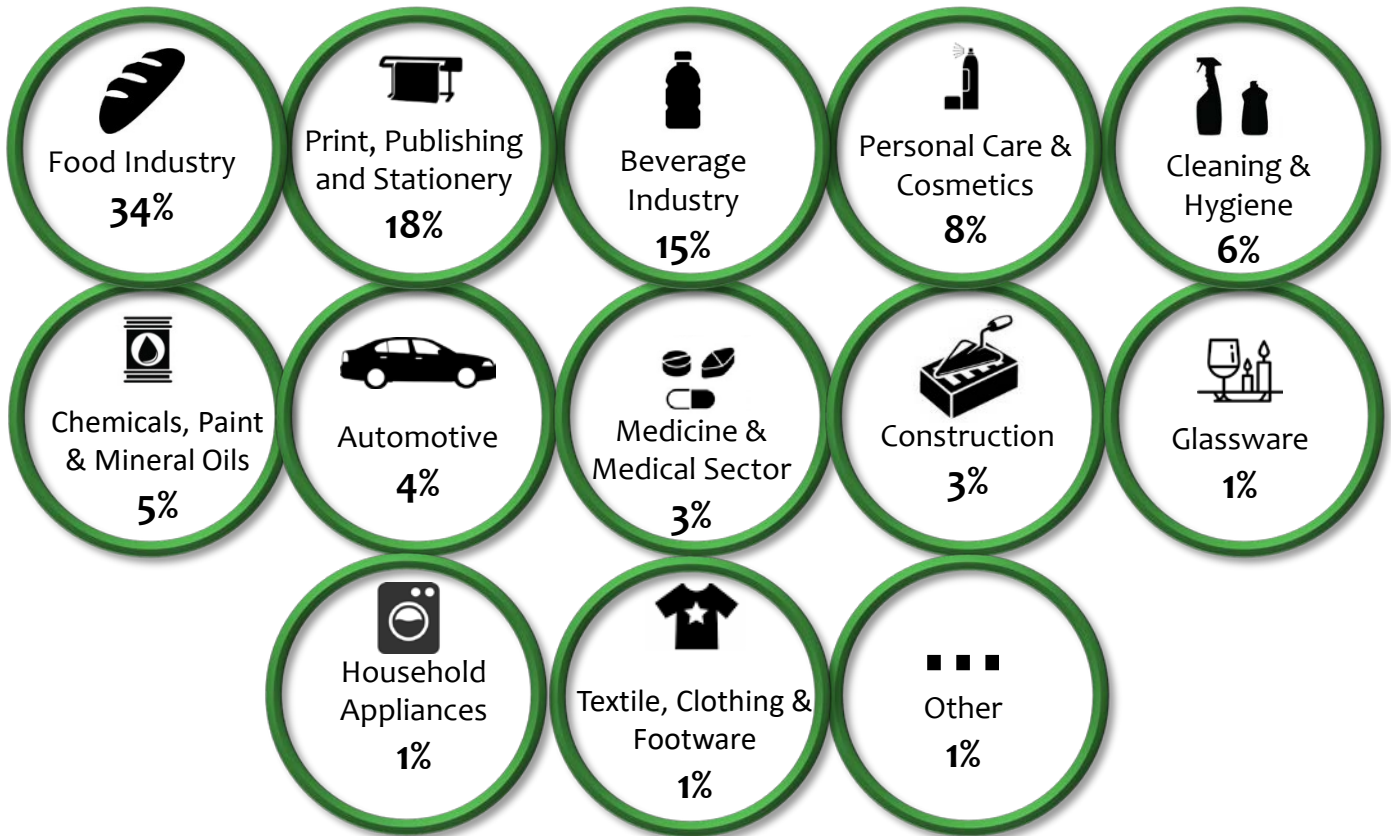 Food Industry
34%
Print, Publishing
and Stationery
18%
Beverage
Industry
15%
Personal Care &
Cosmetics
8%
Cleaning &
Hygiene
6%
Chemicals, Paint
& Mineral Oils
5%
Automotive
4%
Medicine &
Medical Sector
3%
Construction
3%
Glassware
1%
Household
Appliances
1%
Textile, Clothing &
Footware
1%
Other
1%